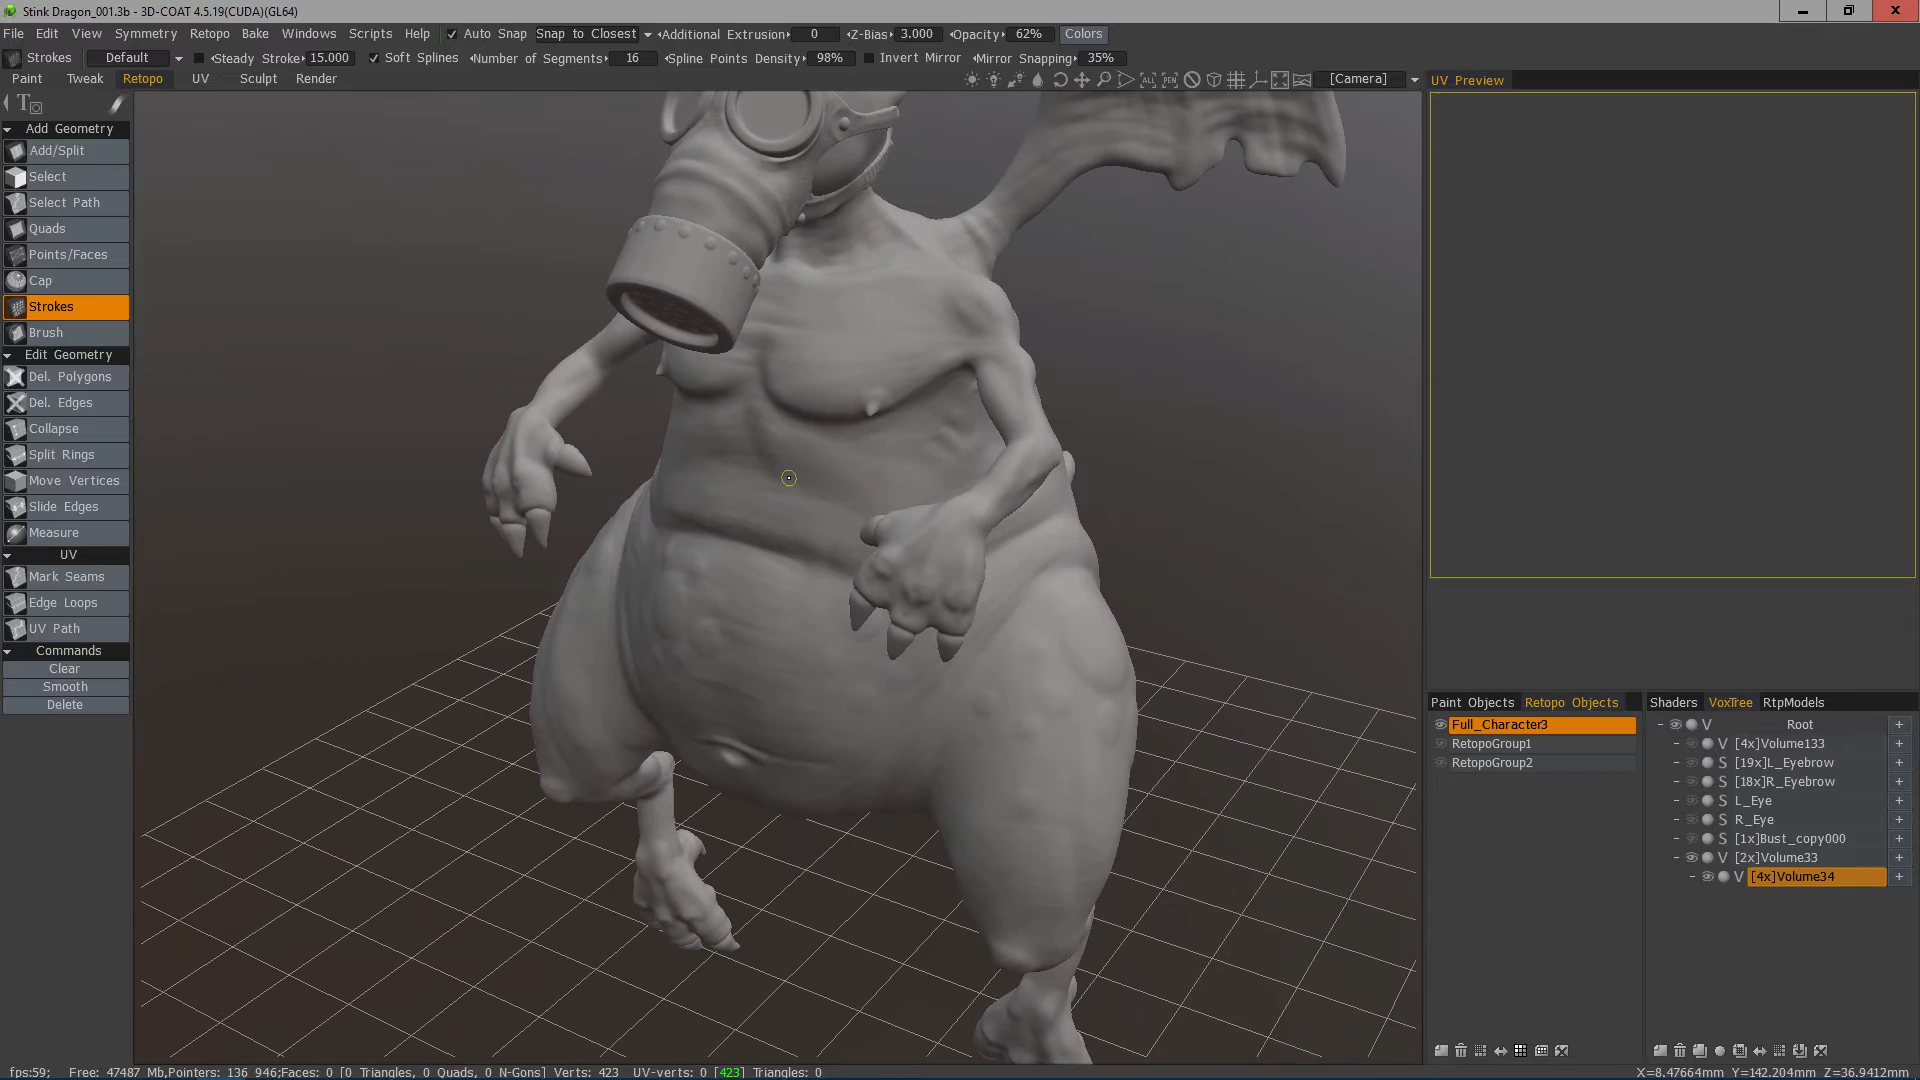 Stink Dragon_001.3b - 3D-COAT 4.5.19(CUDA)(GL64)
File Edit View Symmetry Retopo Bake Windows Scripts Help Auto Snap Snap to Closest Additional Extrusion 0 Z-Bias 3.000 Opacity 62% Colors
Strokes Default Steady Stroke 15.000 Soft Splines Number of Segments 16 Spline Points Density 98% Invert Mirror Mirror Snapping 35%
Paint Tweak Retopo UV Sculpt Render ALL PEN [Camera] UV Preview
Add Geometry
Add/Split
Select
Select Path
Quads
Points/Faces
Cap
Strokes
Brush
Edit Geometry
Del. Polygons
Del. Edges
Collapse
Split Rings
Move Vertices
Slide Edges
Measure
UV
Mark Seams
Edge Loops
UV Path
Commands
Clear
Smooth
Delete
Paint Objects Retopo Objects
Full_Character3
RetopoGroup1
RetopoGroup2
Shaders VoxTree RtpModels
V Root +
V [4x]Volume133 +
S [19x]L_Eyebrow +
S [18x]R_Eyebrow +
S L_Eye +
S R_Eye +
S [1x]Bust_copy000 +
V [2x]Volume33 +
V [4x]Volume34 +
fps:59; Free: 47487 Mb,Pointers: 136 946;Faces: 0 [0 Triangles, 0 Quads, 0 N-Gons] Verts: 423 UV-verts: 0 [423] Triangles: 0 X=8.47664mm Y=142.204mm Z=36.9412mm